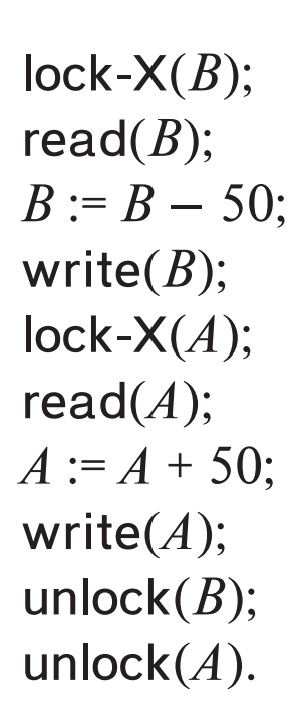 lock-X(B);
read(B);
B := B − 50;
write(B);
lock-X(A);
read(A);
A := A + 50;
write(A);
unlock(B);
unlock(A).